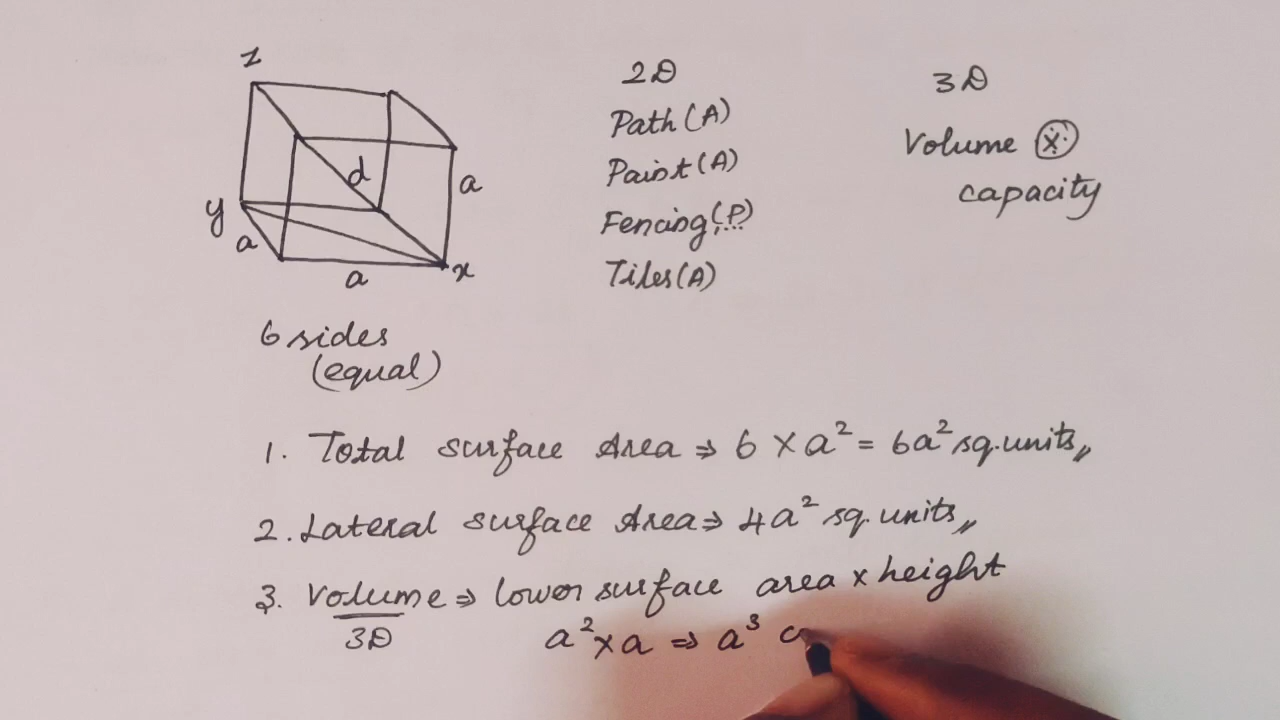 z
d
a
y
a
a
x
6 sides
(equal)
2D
Path (A)
Paint (A)
Fencing (P)
Tiles (A)
3D
Volume
capacity
1. Total surface Area ⇒ 6 × a² = 6a² sq.units,,
2. Lateral surface Area ⇒ 4a² sq.units,,
3. Volume ⇒ lower surface area × height
3D
a² × a ⇒ a³ c